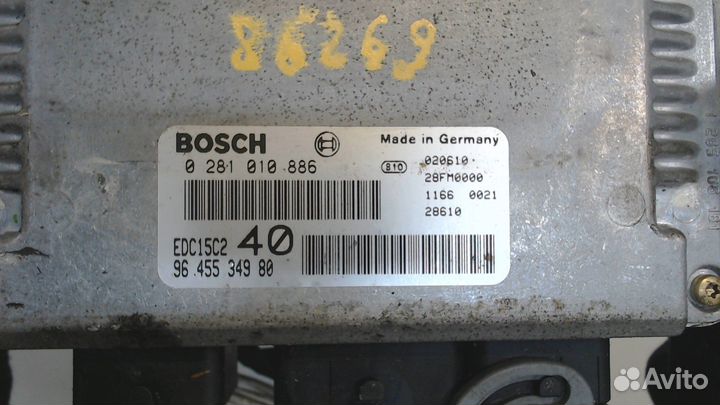 86269
BOSCH
Made in Germany
0 281 010 886
B10
020610
28FM0000
1166 0021
28610
EDC15C2 40
96 455 349 80
Avito